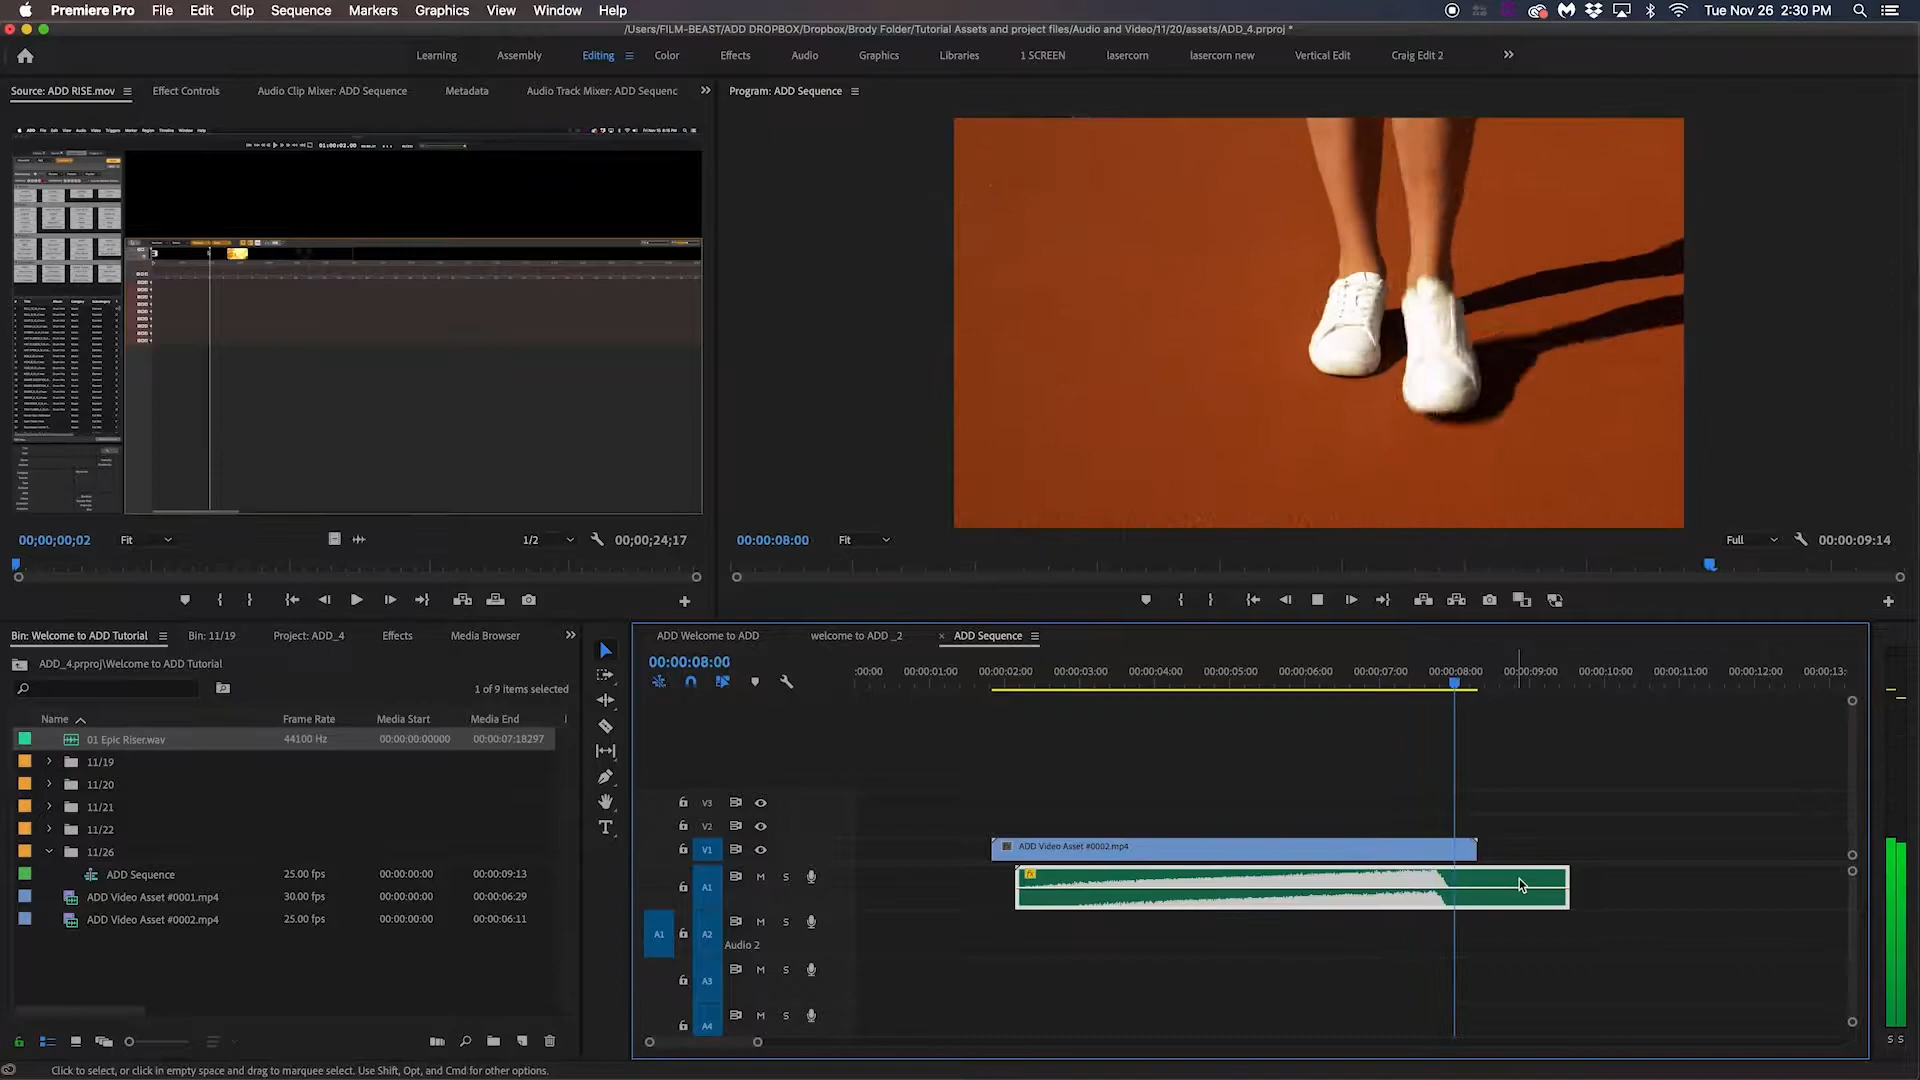 Premiere Pro File Edit Clip Sequence Markers Graphics View Window Help Tue Nov 26 2:30 PM
/Users/FILM-BEAST/ADD DROPBOX/Dropbox/Brody Folder/Tutorial Assets and project files/Audio and Video/11/20/assets/ADD_4.prproj *
Learning Assembly Editing Color Effects Audio Graphics Libraries 1 SCREEN lasercorn lasercorn new Vertical Edit Craig Edit 2
Source: ADD RISE.mov Effect Controls Audio Clip Mixer: ADD Sequence Metadata Audio Track Mixer: ADD Sequenc
Program: ADD Sequence
00;00;00;02 Fit 1/2 00;00;24;17
00:00:08:00 Fit Full 00:00:09:14
Bin: Welcome to ADD Tutorial Bin: 11/19 Project: ADD_4 Effects Media Browser
ADD_4.prproj\Welcome to ADD Tutorial
1 of 9 items selected
Name Frame Rate Media Start Media End
01 Epic Riser.wav 44100 Hz 00:00:00:00000 00:00:07:18297
11/19
11/20
11/21
11/22
11/26
ADD Sequence 25.00 fps 00:00:00:00 00:00:09:13
ADD Video Asset #0001.mp4 30.00 fps 00:00:00:00 00:00:06:29
ADD Video Asset #0002.mp4 25.00 fps 00:00:00:00 00:00:06:11
ADD Welcome to ADD welcome to ADD _2 ADD Sequence
00:00:08:00
:00:00 00:00:01:00 00:00:02:00 00:00:03:00 00:00:04:00 00:00:05:00 00:00:06:00 00:00:07:00 00:00:08:00 00:00:09:00 00:00:10:00 00:00:11:00 00:00:12:00 00:00:13:
V3
V2
V1
ADD Video Asset #0002.mp4
A1 M S
fx
A1 A2 M S
Audio 2
A3 M S
A4 M S
S S
Click to select, or click in empty space and drag to marquee select. Use Shift, Opt, and Cmd for other options.